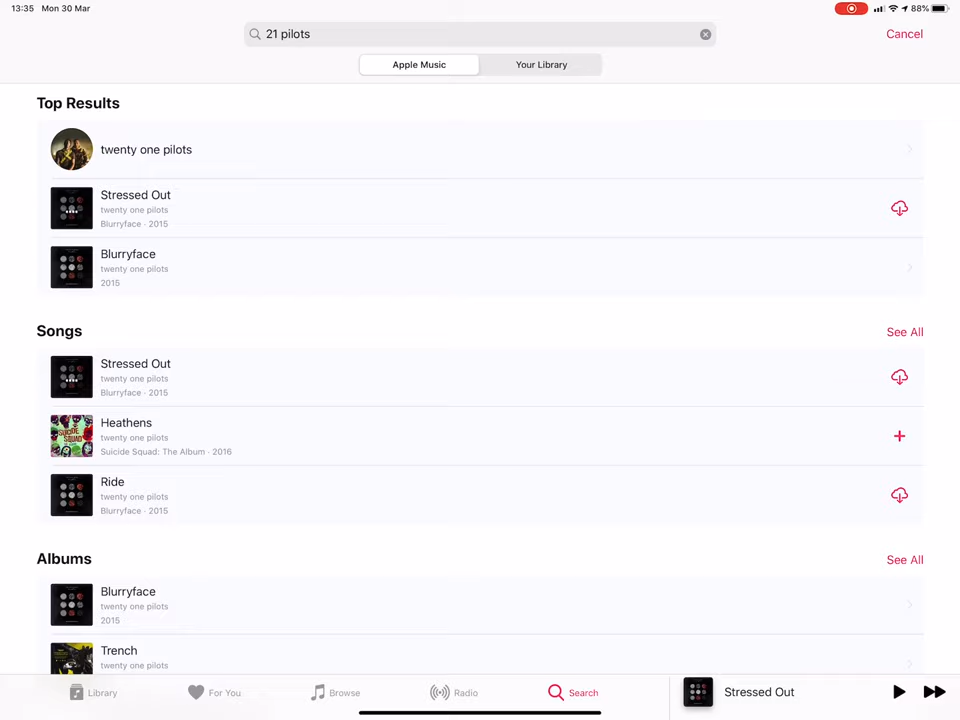 13:35 Mon 30 Mar 88%
21 pilots
Cancel
Apple Music Your Library
Top Results
twenty one pilots
Stressed Out
twenty one pilots
Blurryface · 2015
Blurryface
twenty one pilots
2015
Songs See All
Stressed Out
twenty one pilots
Blurryface · 2015
Heathens
twenty one pilots
Suicide Squad: The Album · 2016
SUICIDE SQUAD
Ride
twenty one pilots
Blurryface · 2015
Albums See All
Blurryface
twenty one pilots
2015
Trench
twenty one pilots
Library For You Browse Radio Search Stressed Out